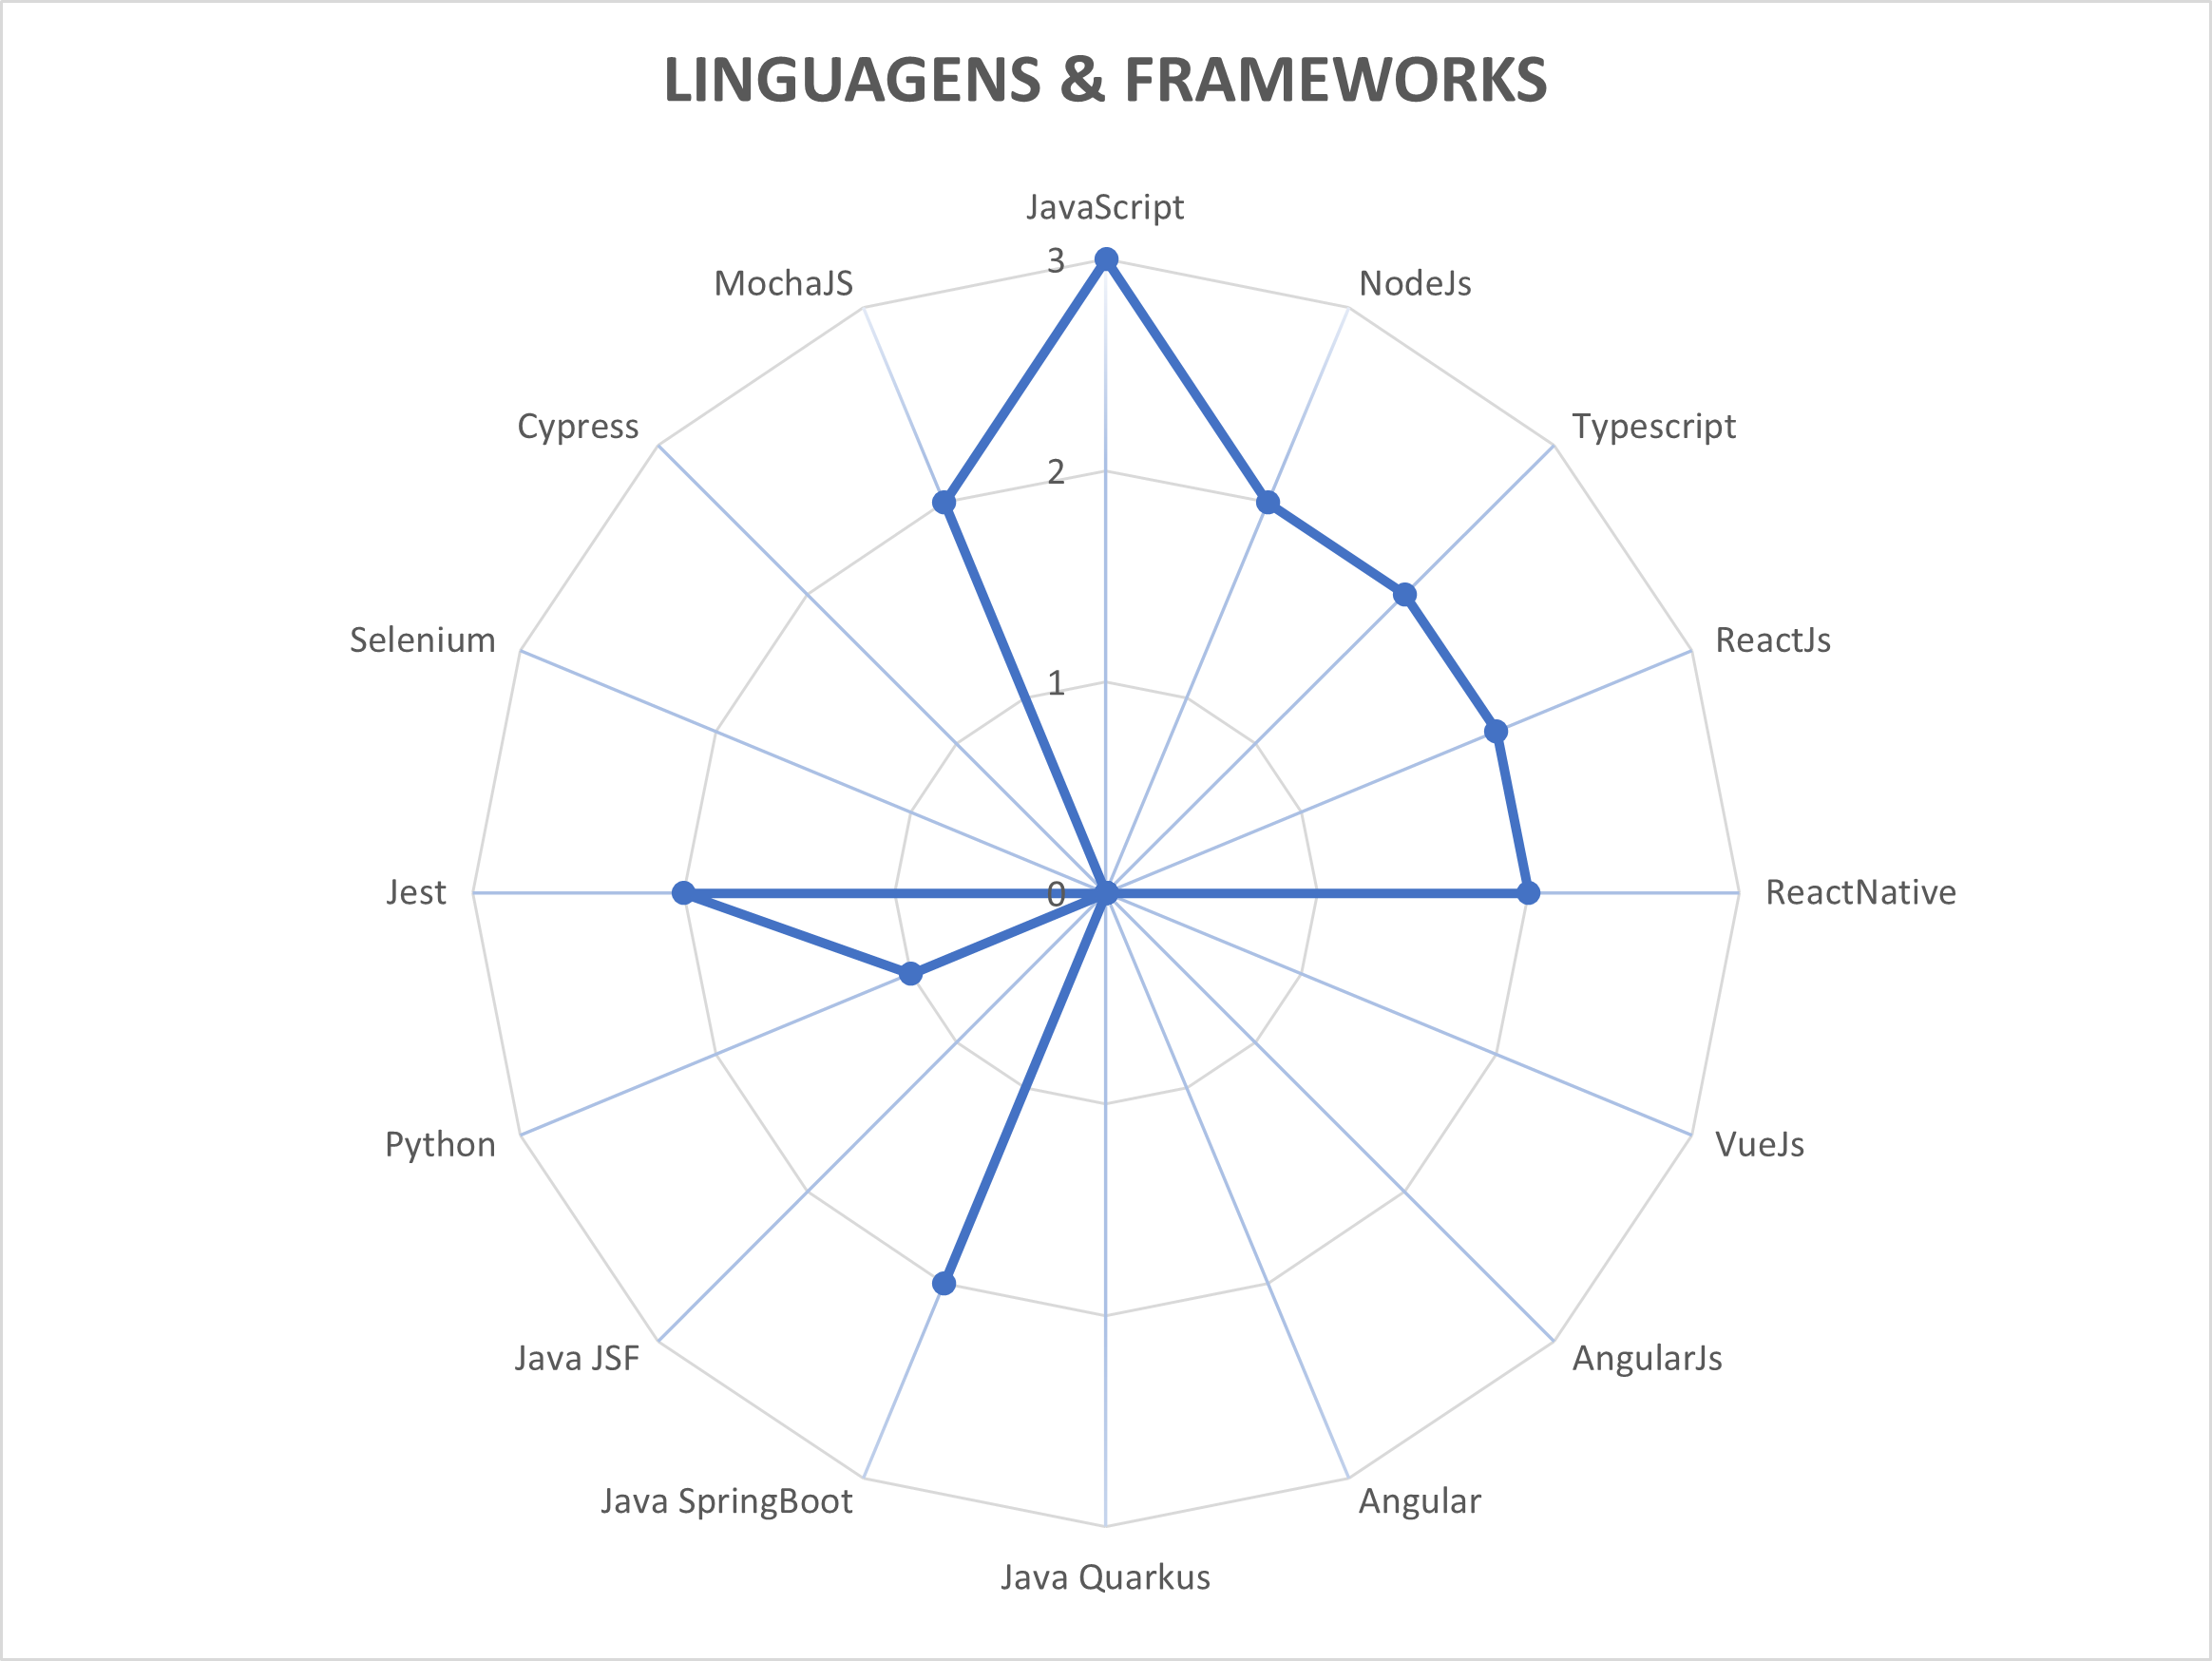 LINGUAGENS & FRAMEWORKS
JavaScript
3
MochaJS
NodeJs
Cypress
Typescript
2
Selenium
ReactJs
1
Jest
0
ReactNative
Python
VueJs
Java JSF
AngularJs
Java SpringBoot
Angular
Java Quarkus